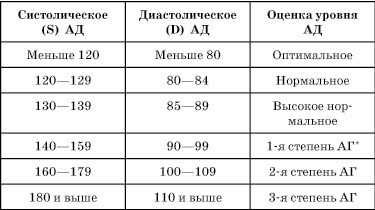 Систолическое Диастолическое Оценка уровня
(S) АД (D) АД АД
Меньше 120 Меньше 80 Оптимальное
120—129 80—84 Нормальное
130—139 85—89 Высокое нор-
мальное
140—159 90—99 1-я степень АГ*
160—179 100—109 2-я степень АГ
180 и выше 110 и выше 3-я степень АГ